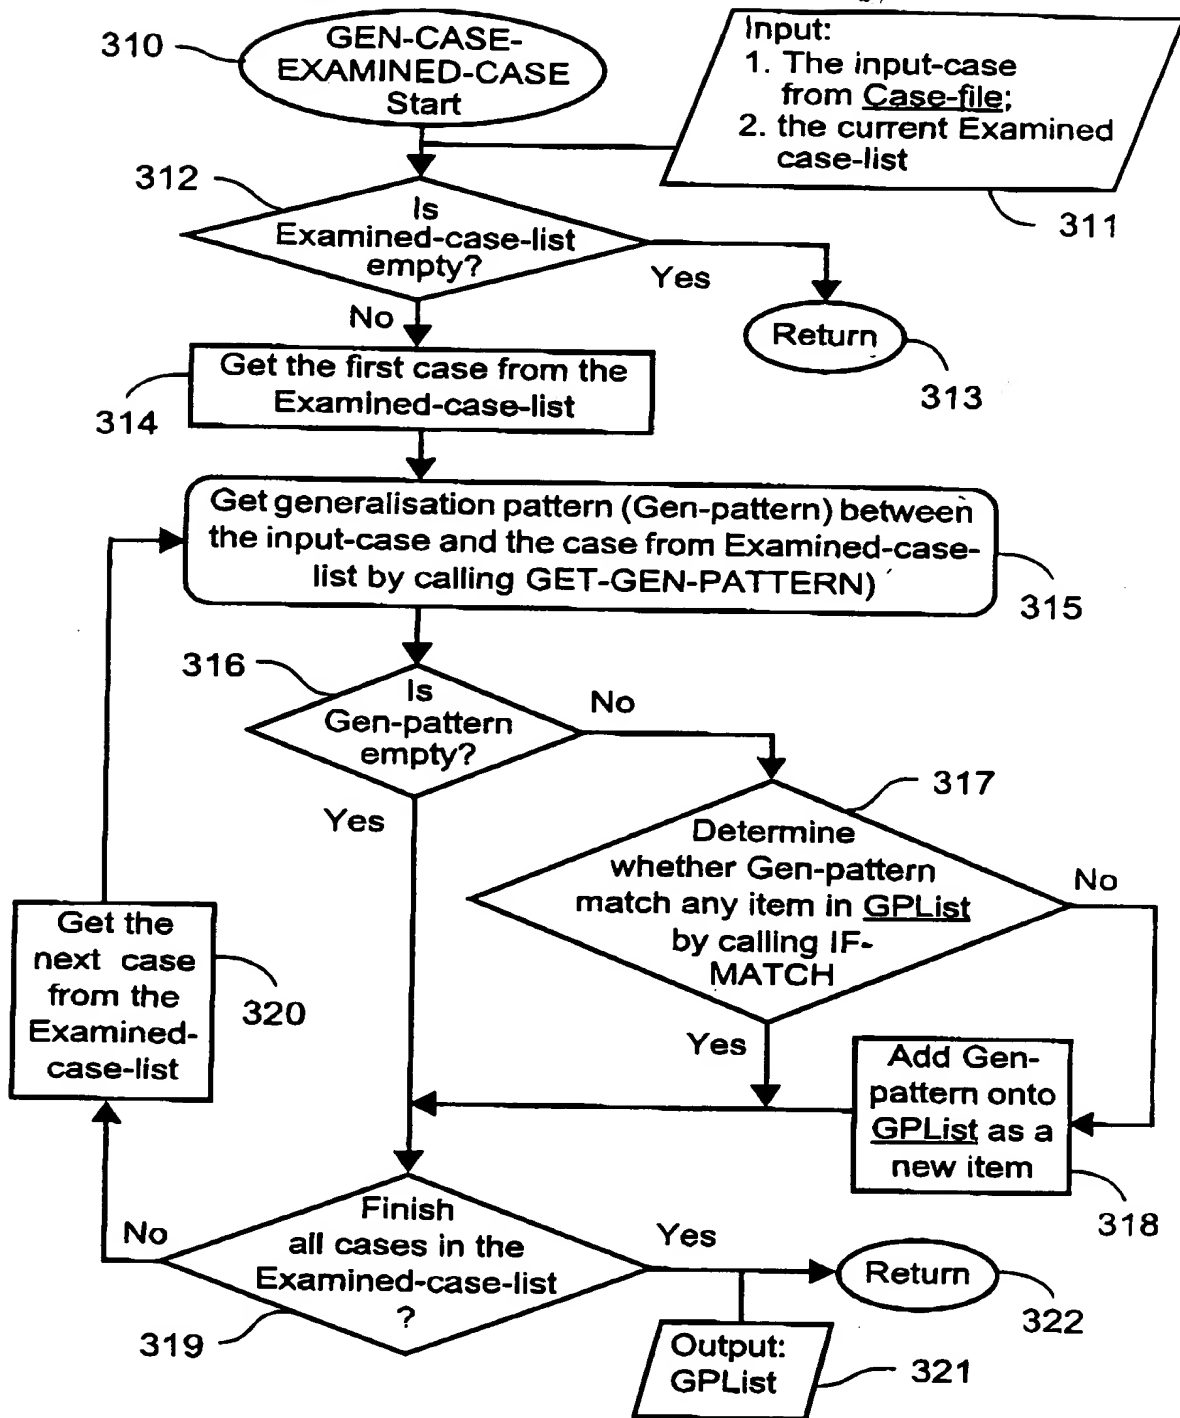 310
GEN-CASE-
EXAMINED-CASE
Start
Input:
1. The input-case
from Case-file;
2. the current Examined
case-list
311
312
Is
Examined-case-list
empty?
Yes
No
Return
313
Get the first case from the
Examined-case-list
314
Get generalisation pattern (Gen-pattern) between
the input-case and the case from Examined-case-
list by calling GET-GEN-PATTERN)
315
316
Is
Gen-pattern
empty?
No
Yes
317
Determine
whether Gen-pattern
match any item in GPList
by calling IF-
MATCH
No
Yes
Get the
next case
from the
Examined-
case-list
320
Add Gen-
pattern onto
GPList as a
new item
318
Finish
all cases in the
Examined-case-list
?
No
Yes
319
Return
322
Output:
GPList
321